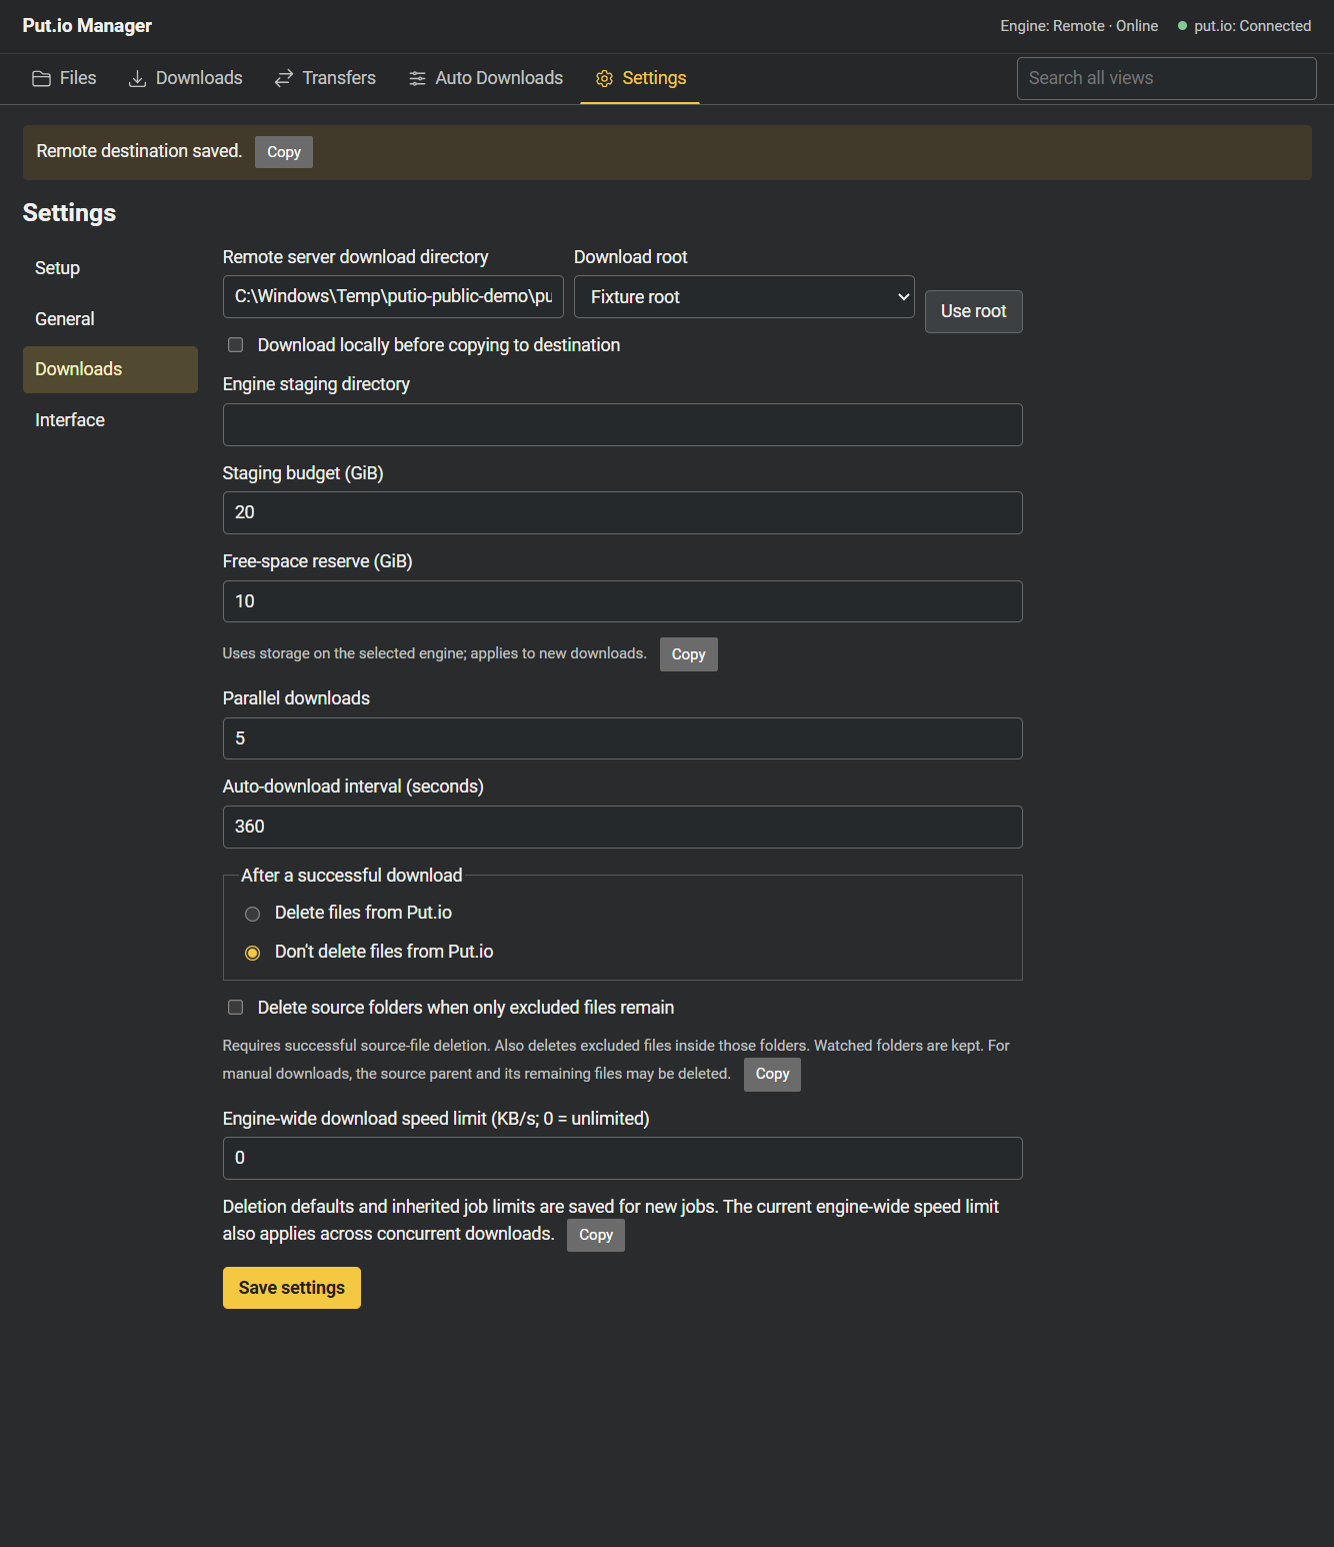 Put.io Manager
Engine: Remote · Online
put.io: Connected
Files
Downloads
Transfers
Auto Downloads
Settings
Search all views
Remote destination saved.
Copy
Settings
Setup
General
Downloads
Interface
Remote server download directory
Download root
C:\Windows\Temp\putio-public-demo\pu
Fixture root
Use root
Download locally before copying to destination
Engine staging directory
Staging budget (GiB)
20
Free-space reserve (GiB)
10
Uses storage on the selected engine; applies to new downloads.
Copy
Parallel downloads
5
Auto-download interval (seconds)
360
After a successful download
Delete files from Put.io
Don't delete files from Put.io
Delete source folders when only excluded files remain
Requires successful source-file deletion. Also deletes excluded files inside those folders. Watched folders are kept. For
manual downloads, the source parent and its remaining files may be deleted.
Copy
Engine-wide download speed limit (KB/s; 0 = unlimited)
0
Deletion defaults and inherited job limits are saved for new jobs. The current engine-wide speed limit
also applies across concurrent downloads.
Copy
Save settings